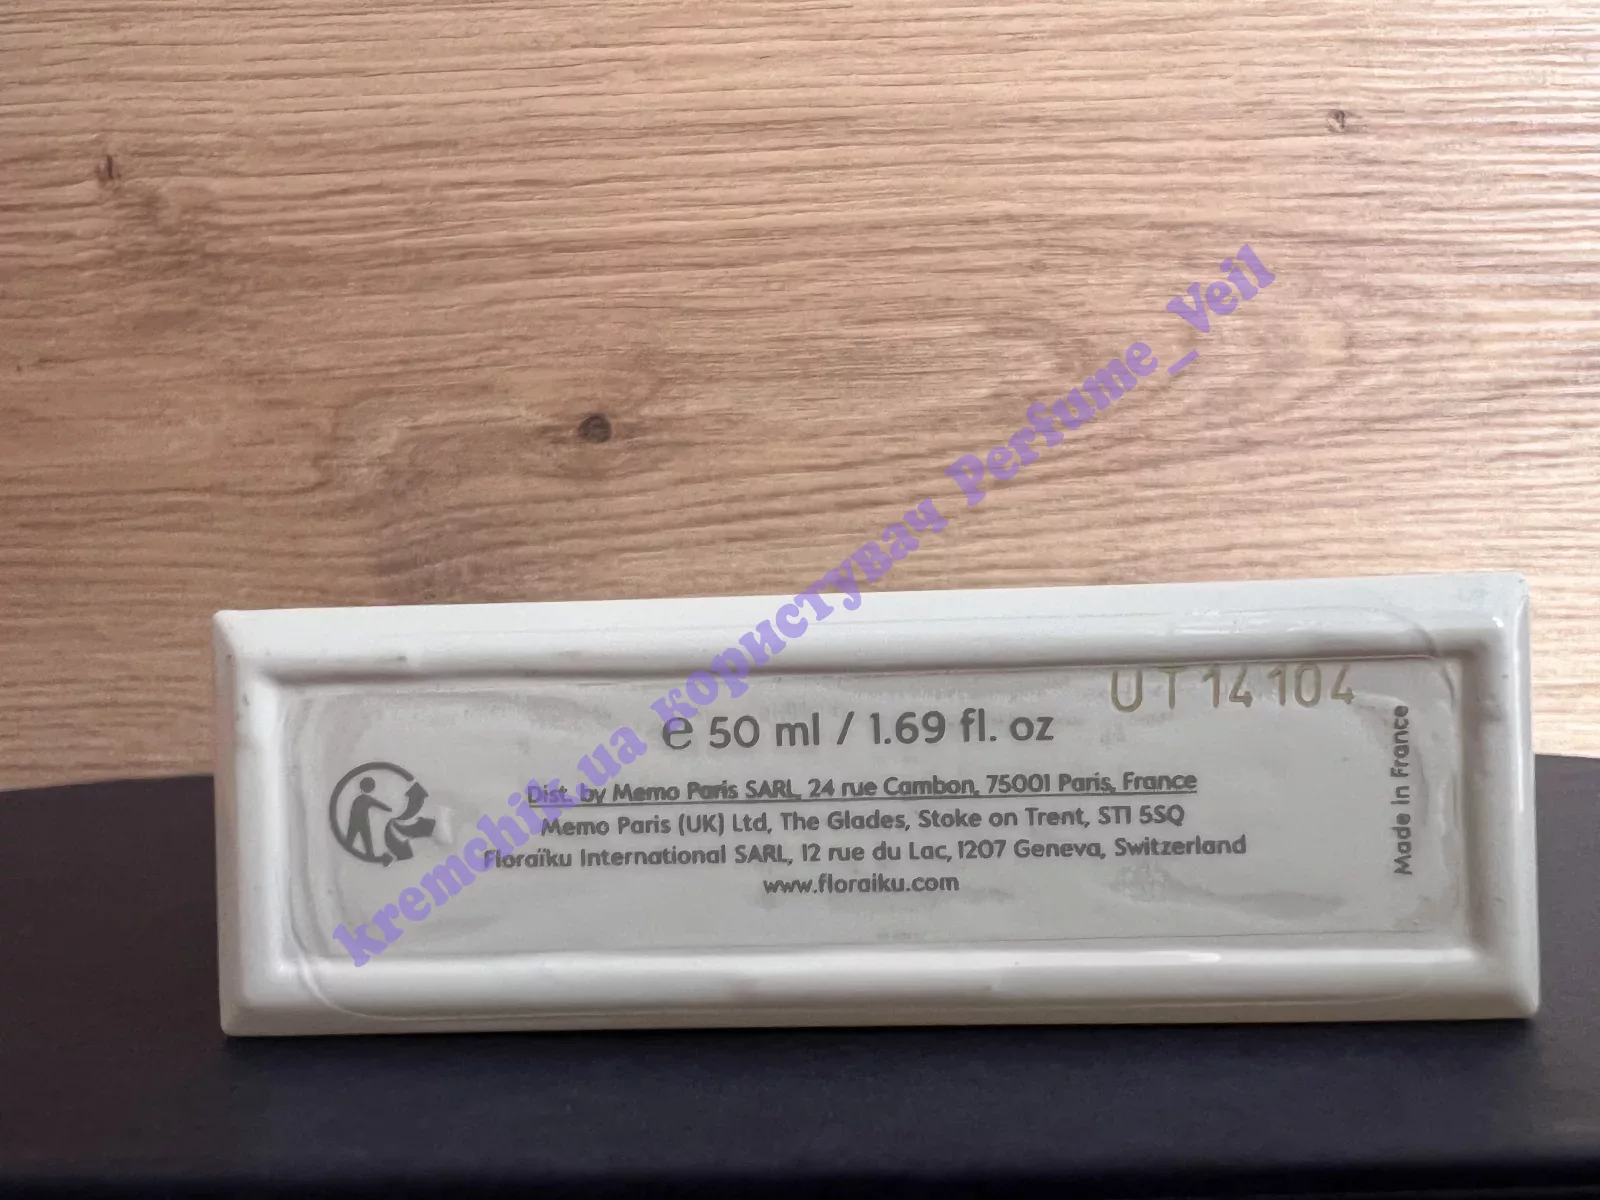 UT14104
℮ 50 ml / 1.69 fl. oz
Dist. by Memo Paris SARL, 24 rue Cambon, 75001 Paris, France
Memo Paris (UK) Ltd, The Glades, Stoke on Trent, ST1 5SQ
Floraïku International SARL, 12 rue du Lac, 1207 Geneva, Switzerland
www.floraiku.com
Made in France
kremchik.ua користувач Perfume_Veil